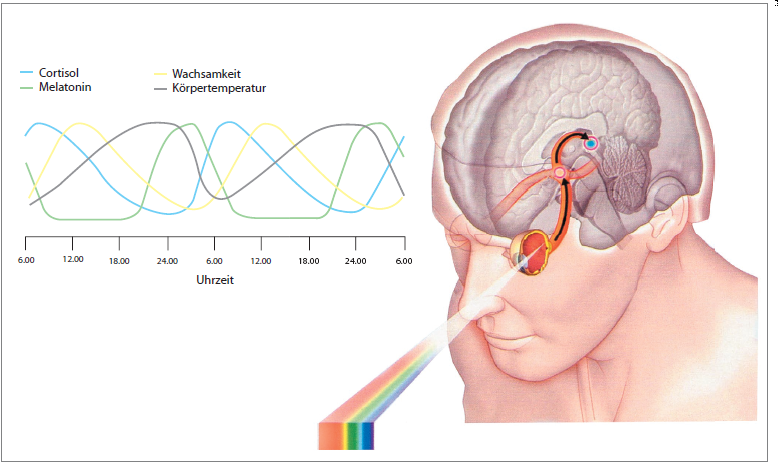 Cortisol
Melatonin
Wachsamkeit
Körpertemperatur
6.00 12.00 18.00 24.00 6.00 12.00 18.00 24.00 6.00
Uhrzeit